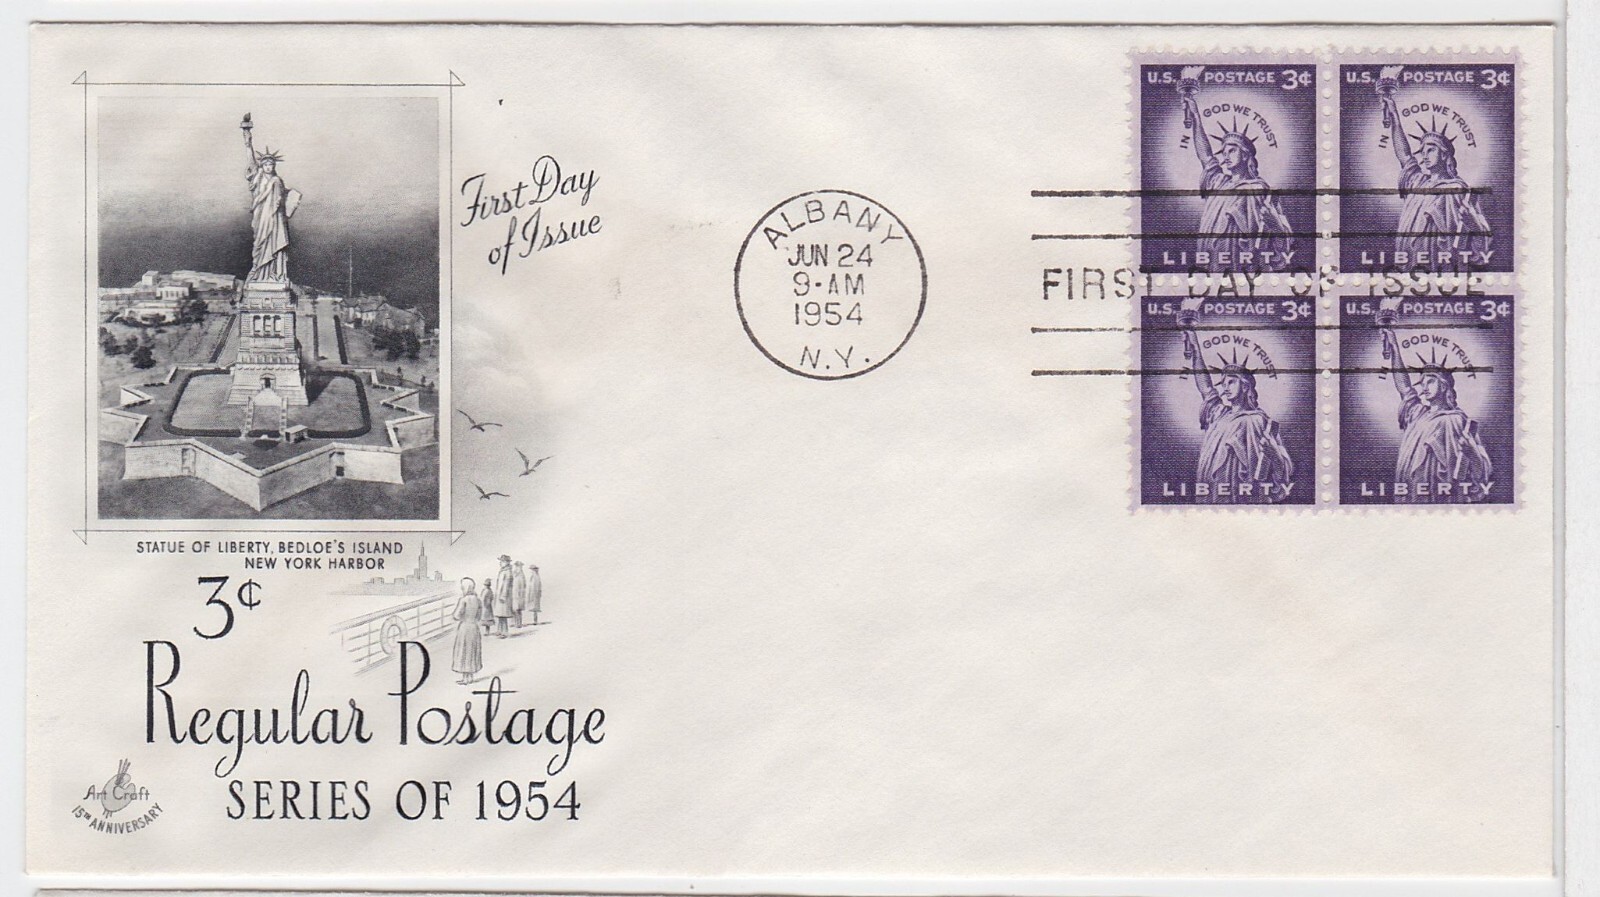 First Day
of Issue
STATUE OF LIBERTY, BEDLOE'S ISLAND
NEW YORK HARBOR
3¢
Regular Postage
SERIES OF 1954
Art Craft
15TH ANNIVERSARY
ALBANY
JUN 24
9-AM
1954
N.Y.
FIRST DAY OF ISSUE
U.S. POSTAGE 3¢
IN GOD WE TRUST
LIBERTY
U.S. POSTAGE 3¢
IN GOD WE TRUST
LIBERTY
U.S. POSTAGE 3¢
IN GOD WE TRUST
LIBERTY
U.S. POSTAGE 3¢
IN GOD WE TRUST
LIBERTY